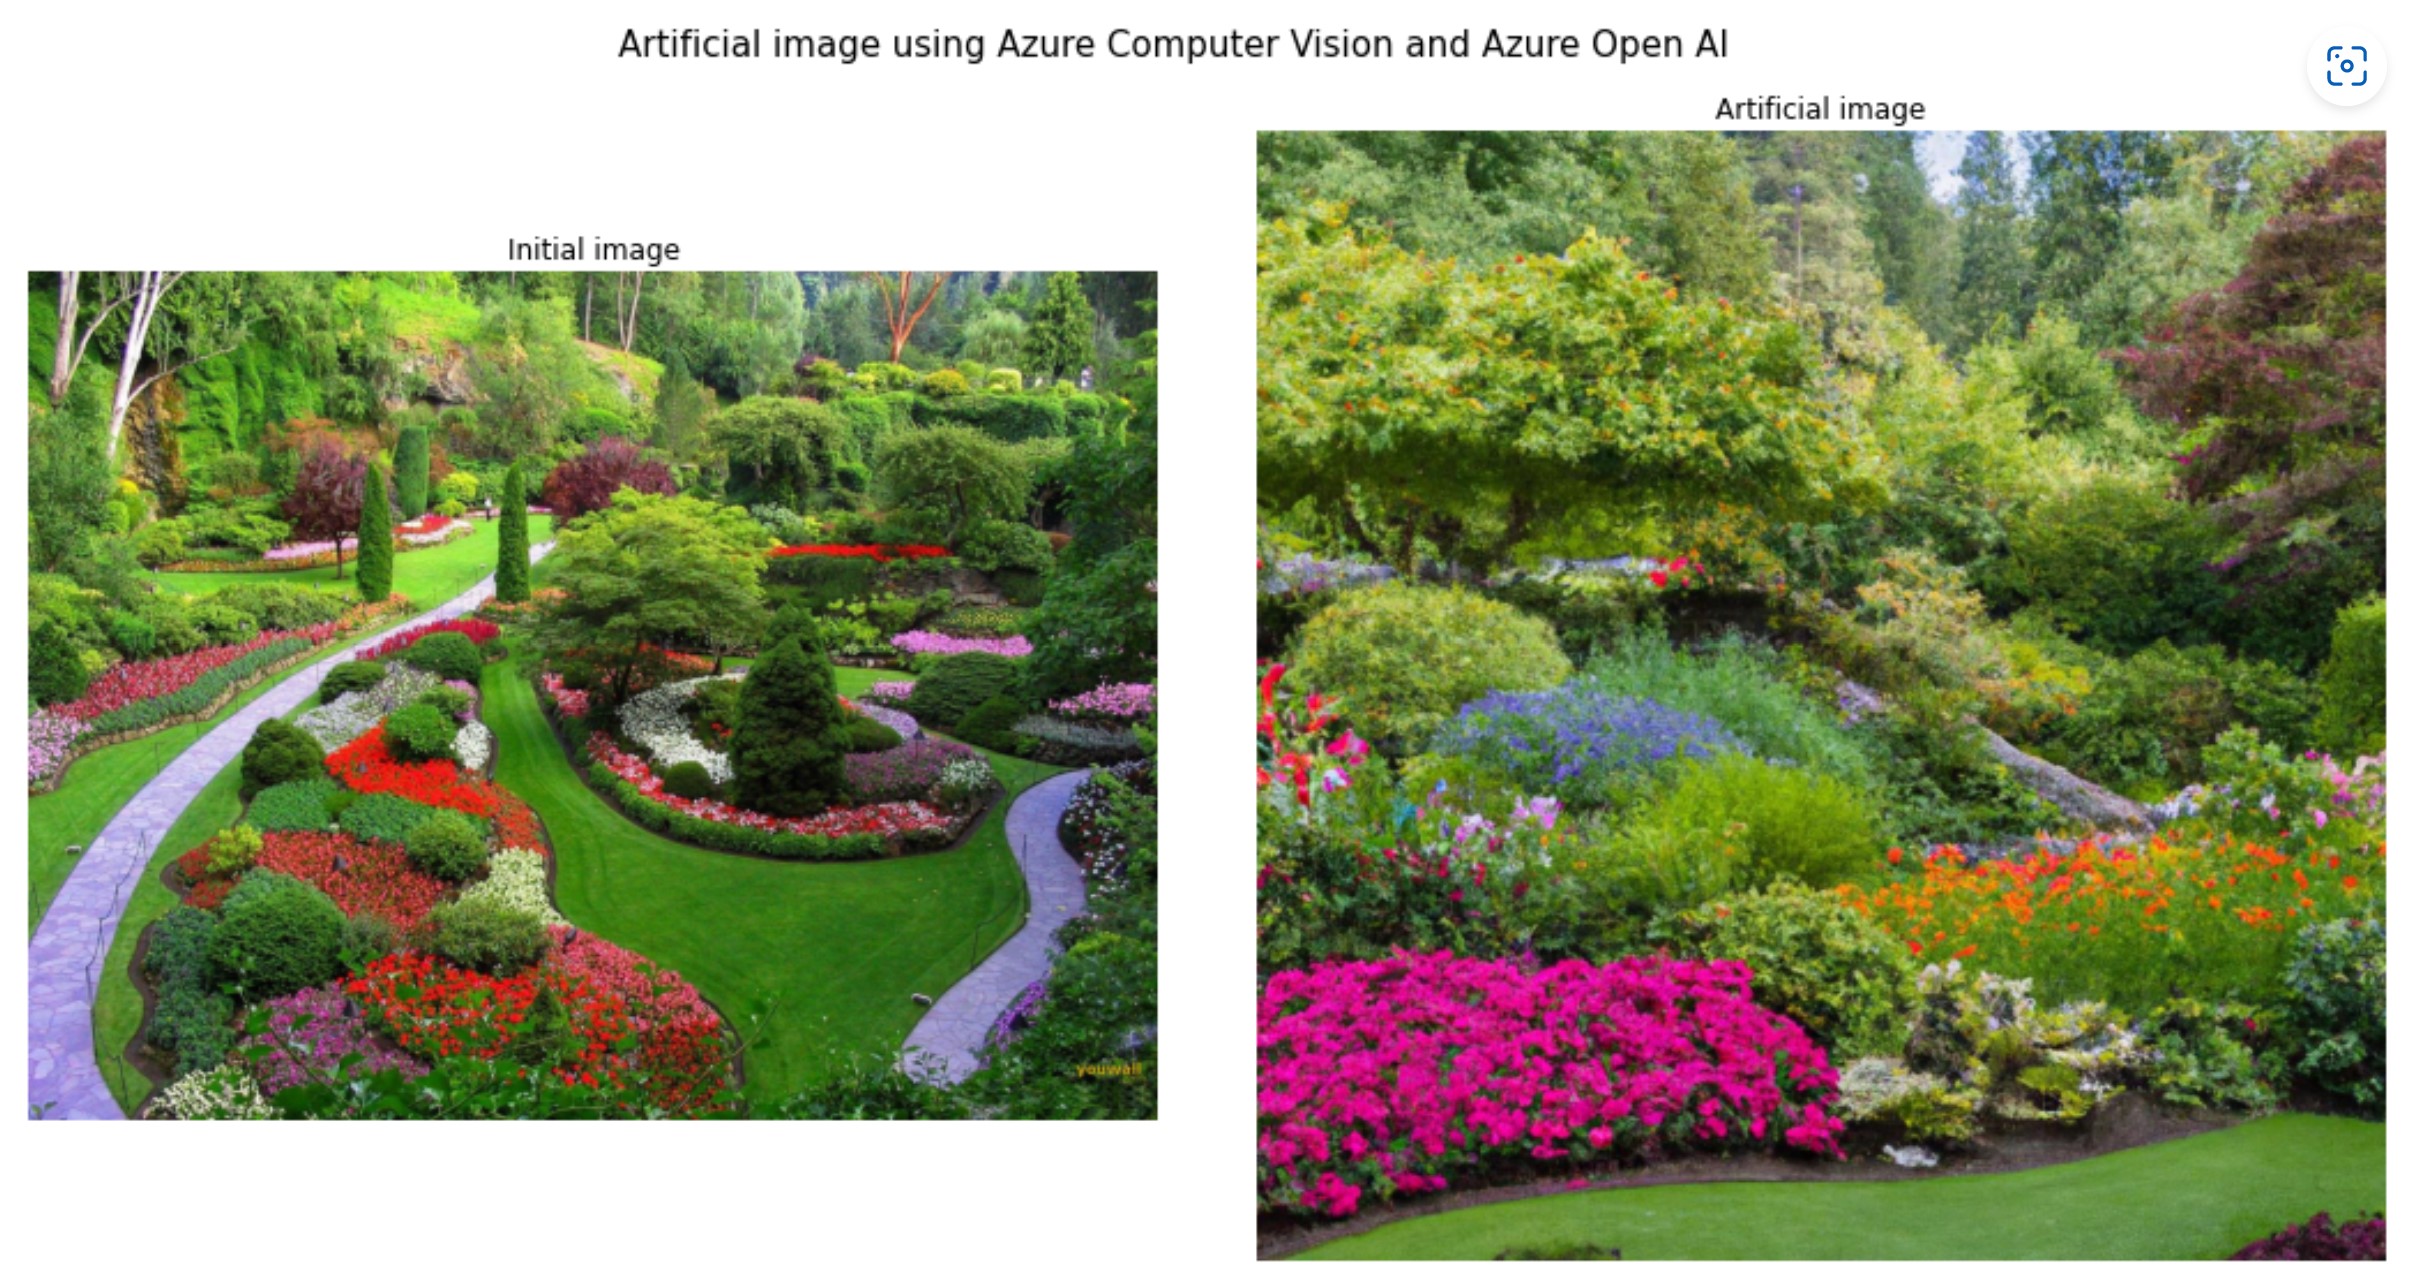 Artificial image using Azure Computer Vision and Azure Open AI
Initial image
Artificial image
youwall